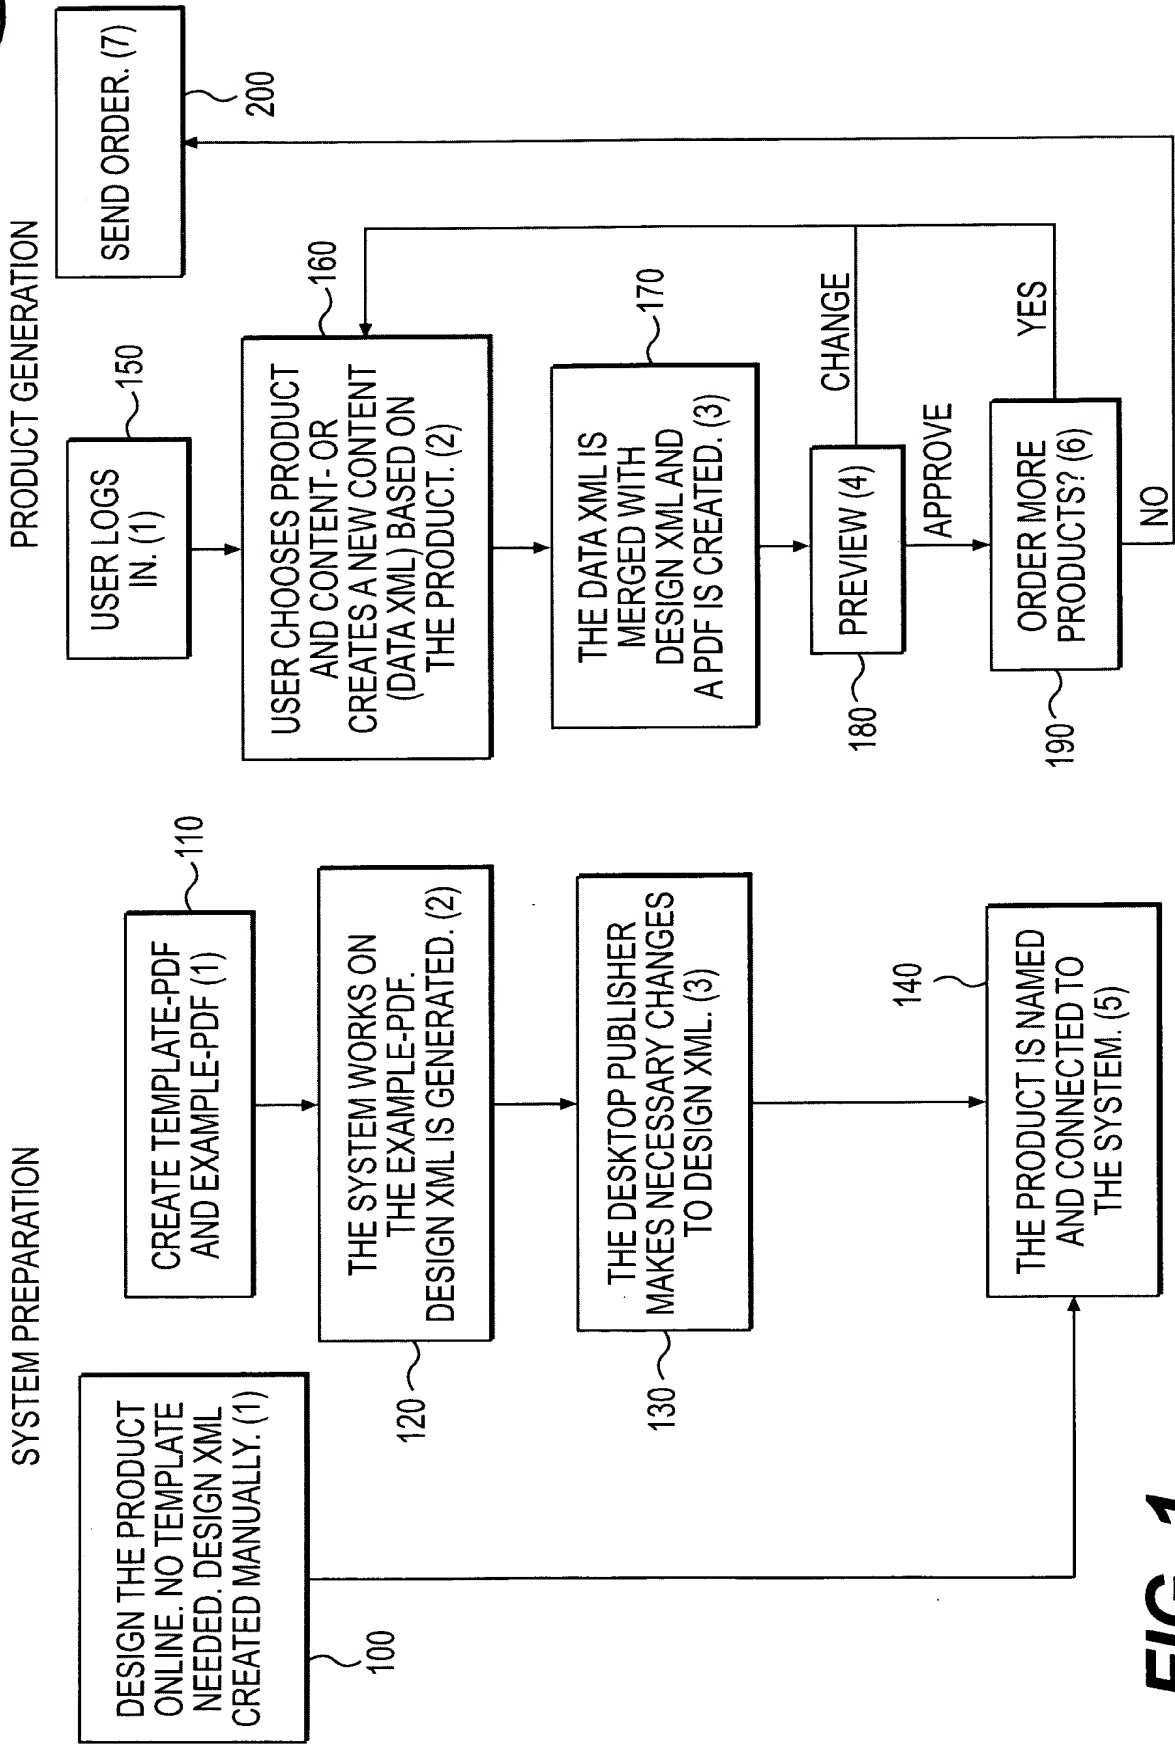 SYSTEM PREPARATION
DESIGN THE PRODUCT
ONLINE. NO TEMPLATE
NEEDED. DESIGN XML
CREATED MANUALLY. (1)
100
CREATE TEMPLATE-PDF
AND EXAMPLE-PDF (1)
110
THE SYSTEM WORKS ON
THE EXAMPLE-PDF.
DESIGN XML IS GENERATED. (2)
120
THE DESKTOP PUBLISHER
MAKES NECESSARY CHANGES
TO DESIGN XML. (3)
130
140
THE PRODUCT IS NAMED
AND CONNECTED TO
THE SYSTEM. (5)
PRODUCT GENERATION
USER LOGS
IN. (1)
150
SEND ORDER. (7)
200
160
USER CHOOSES PRODUCT
AND CONTENT- OR
CREATES A NEW CONTENT
(DATA XML) BASED ON
THE PRODUCT. (2)
170
THE DATA XML IS
MERGED WITH
DESIGN XML AND
A PDF IS CREATED. (3)
CHANGE
PREVIEW (4)
180
APPROVE
YES
ORDER MORE
PRODUCTS? (6)
190
NO
FIG. 1